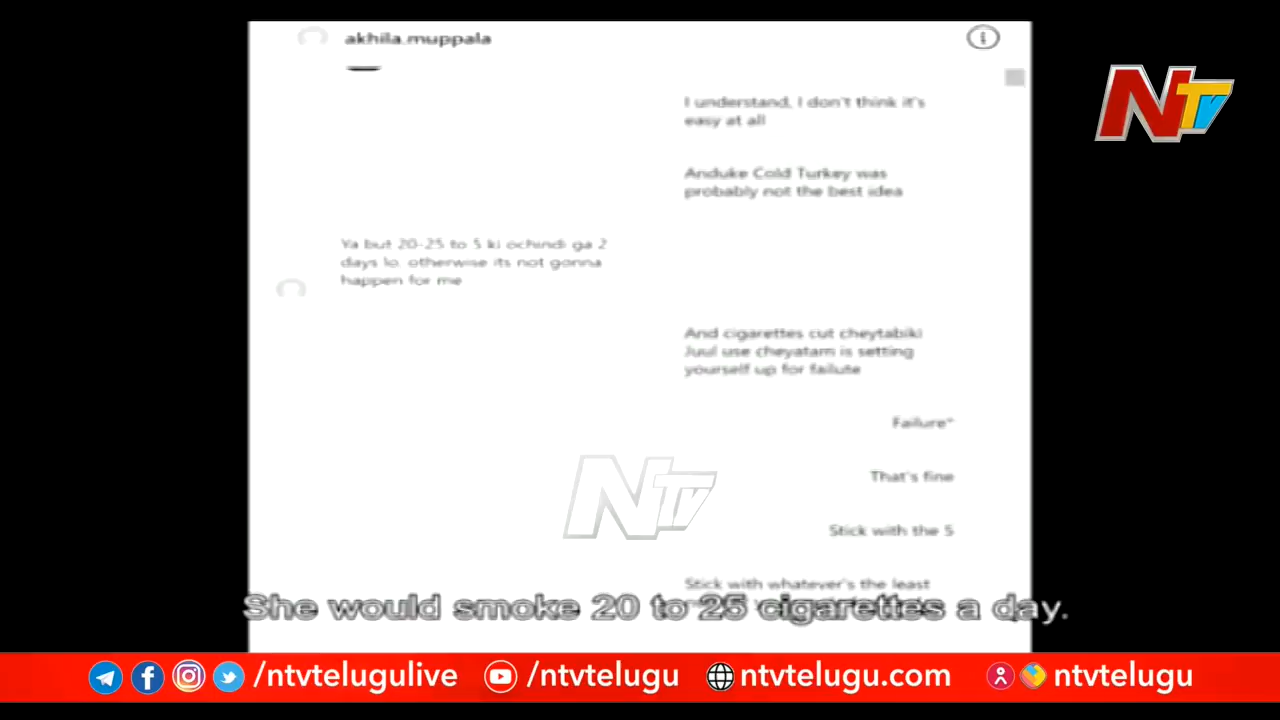 akhila.muppala
NTV
I understand, I don't think it's
easy at all
Anduke Cold Turkey was
probably not the best idea
Ya but 20-25 to 5 ki ochindi ga 2
days lo. otherwise its not gonna
happen for me
And cigarettes cut cheytabiki
Juul use cheyatam is setting
yourself up for failute
Failure*
That's fine
NTV
Stick with the 5
Stick with whatever's the least
She would smoke 20 to 25 cigarettes a day.
/ntvtelugulive /ntvtelugu ntvtelugu.com ntvtelugu